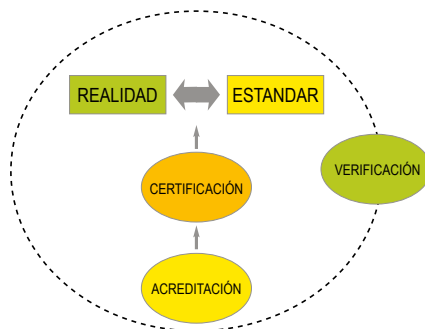 REALIDAD
ESTANDAR
VERIFICACIÓN
CERTIFICACIÓN
ACREDITACIÓN